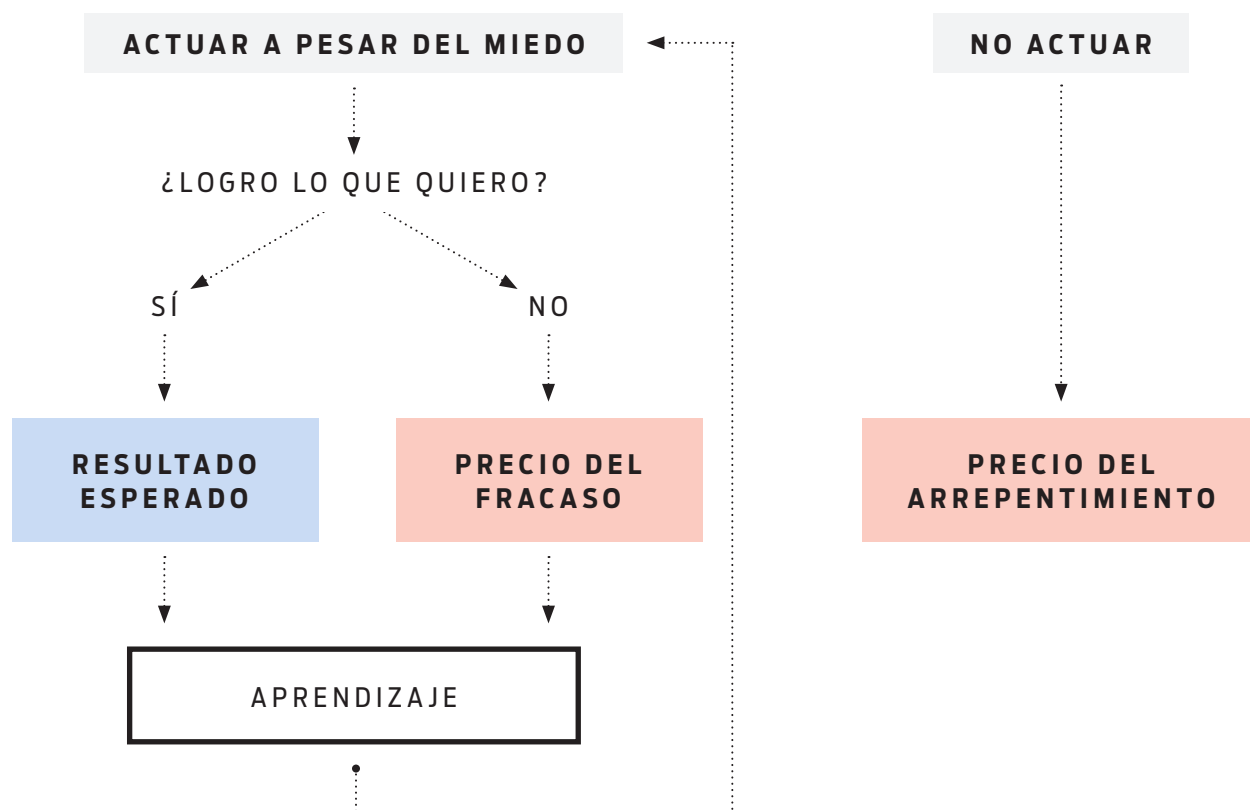 ACTUAR A PESAR DEL MIEDO
NO ACTUAR
¿LOGRO LO QUE QUIERO?
SÍ
NO
RESULTADO
ESPERADO
PRECIO DEL
FRACASO
PRECIO DEL
ARREPENTIMIENTO
APRENDIZAJE